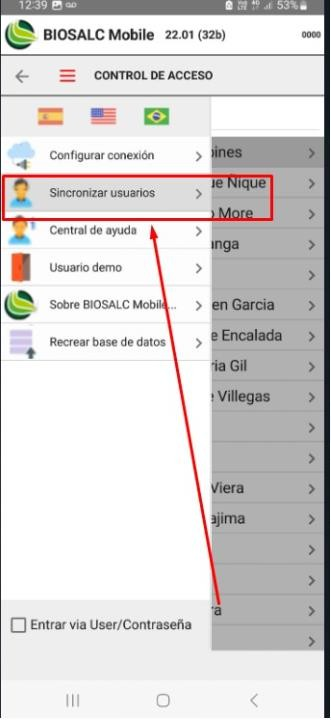 12:39
53%
BIOSALC Mobile 22.01 (32b) 0000
CONTROL DE ACCESO
Configurar conexión
Sincronizar usuarios
Central de ayuda
Usuario demo
Sobre BIOSALC Mobile...
Recrear base de datos
ue Ñique
o More
anga
en Garcia
e Encalada
ria Gil
e Villegas
Viera
ajima
ra
Entrar via User/Contraseña